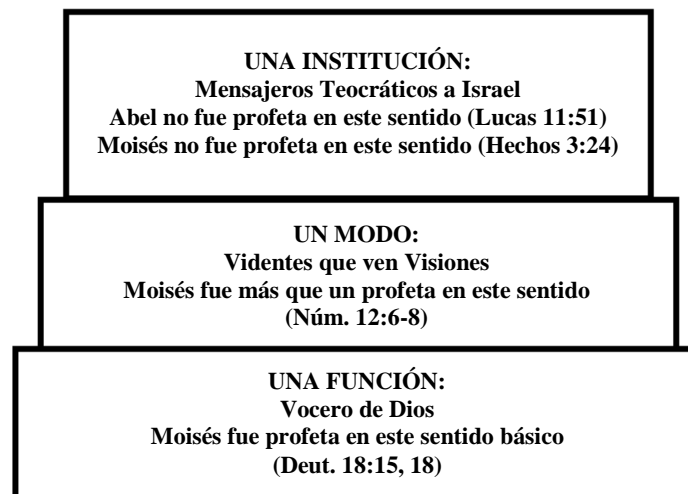 UNA INSTITUCIÓN:
Mensajeros Teocráticos a Israel
Abel no fue profeta en este sentido (Lucas 11:51)
Moisés no fue profeta en este sentido (Hechos 3:24)
UN MODO:
Videntes que ven Visiones
Moisés fue más que un profeta en este sentido
(Núm. 12:6-8)
UNA FUNCIÓN:
Vocero de Dios
Moisés fue profeta en este sentido básico
(Deut. 18:15, 18)